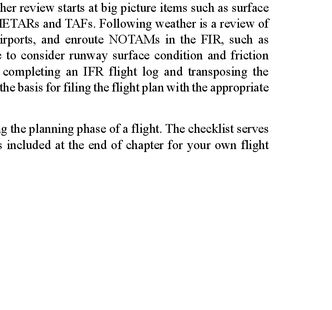 her review starts at big picture items such as surface
METARs and TAFs. Following weather is a review of
irports, and enroute NOTAMs in the FIR, such as
to consider runway surface condition and friction
completing an IFR flight log and transposing the
the basis for filing the flight plan with the appropriate
g the planning phase of a flight. The checklist serves
included at the end of chapter for your own flight